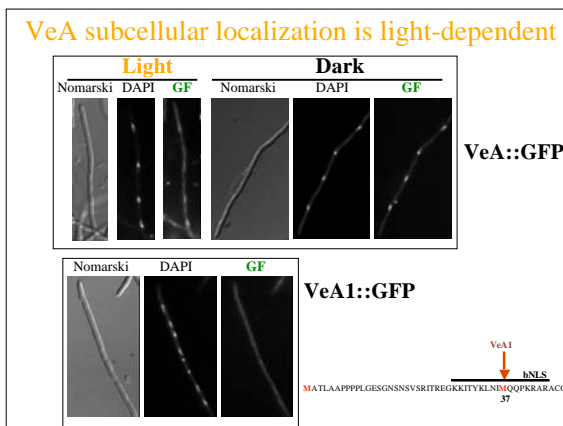 VeA subcellular localization is light-dependent
Light Dark
Nomarski DAPI GF Nomarski DAPI GF
VeA::GFP
Nomarski DAPI GF
VeA1::GFP
VeA1
bNLS
MATLAAPPPPLGESGNSNSVSRITREGKKITYKLNIMQQPKRARACG
37